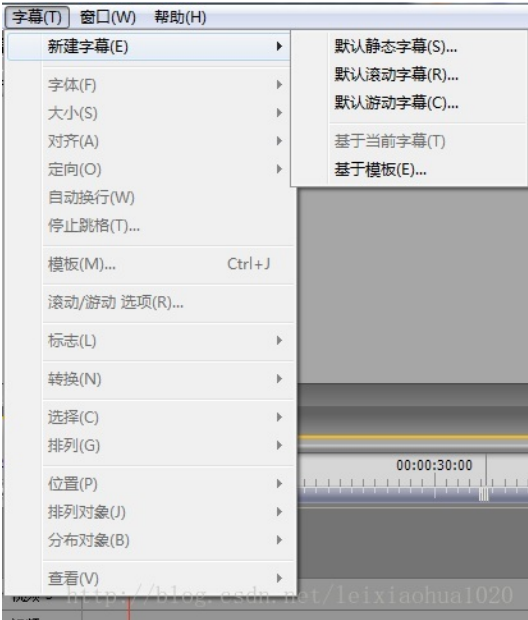 字幕(T) 窗口(W) 帮助(H)
新建字幕(E)
默认静态字幕(S)...
默认滚动字幕(R)...
默认游动字幕(C)...
基于当前字幕(T)
基于模板(E)...
字体(F)
大小(S)
对齐(A)
定向(O)
自动换行(W)
停止跳格(T)...
模板(M)... Ctrl+J
滚动/游动 选项(R)...
标志(L)
转换(N)
选择(C)
排列(G)
位置(P)
排列对象(J)
分布对象(B)
查看(V)
00:00:30:00
http://blog.csdn.net/leixiaohua1020